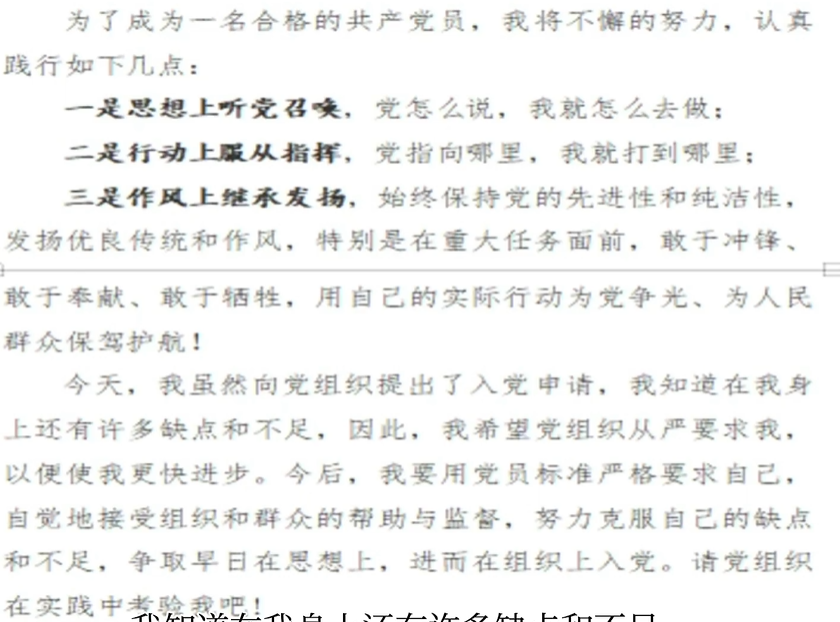 为了成为一名合格的共产党员，我将不懈的努力，认真
践行如下几点：
一是思想上听党召唤，党怎么说，我就怎么去做；
二是行动上服从指挥，党指向哪里，我就打到哪里；
三是作风上继承发扬，始终保持党的先进性和纯洁性，
发扬优良传统和作风，特别是在重大任务面前，敢于冲锋、
敢于奉献、敢于牺牲，用自己的实际行动为党争光、为人民
群众保驾护航！
今天，我虽然向党组织提出了入党申请，我知道在我身
上还有许多缺点和不足，因此，我希望党组织从严要求我，
以便使我更快进步。今后，我要用党员标准严格要求自己，
自觉地接受组织和群众的帮助与监督，努力克服自己的缺点
和不足，争取早日在思想上，进而在组织上入党。请党组织
在实践中考验我吧！
我知道在我身上还有许多缺点和不足